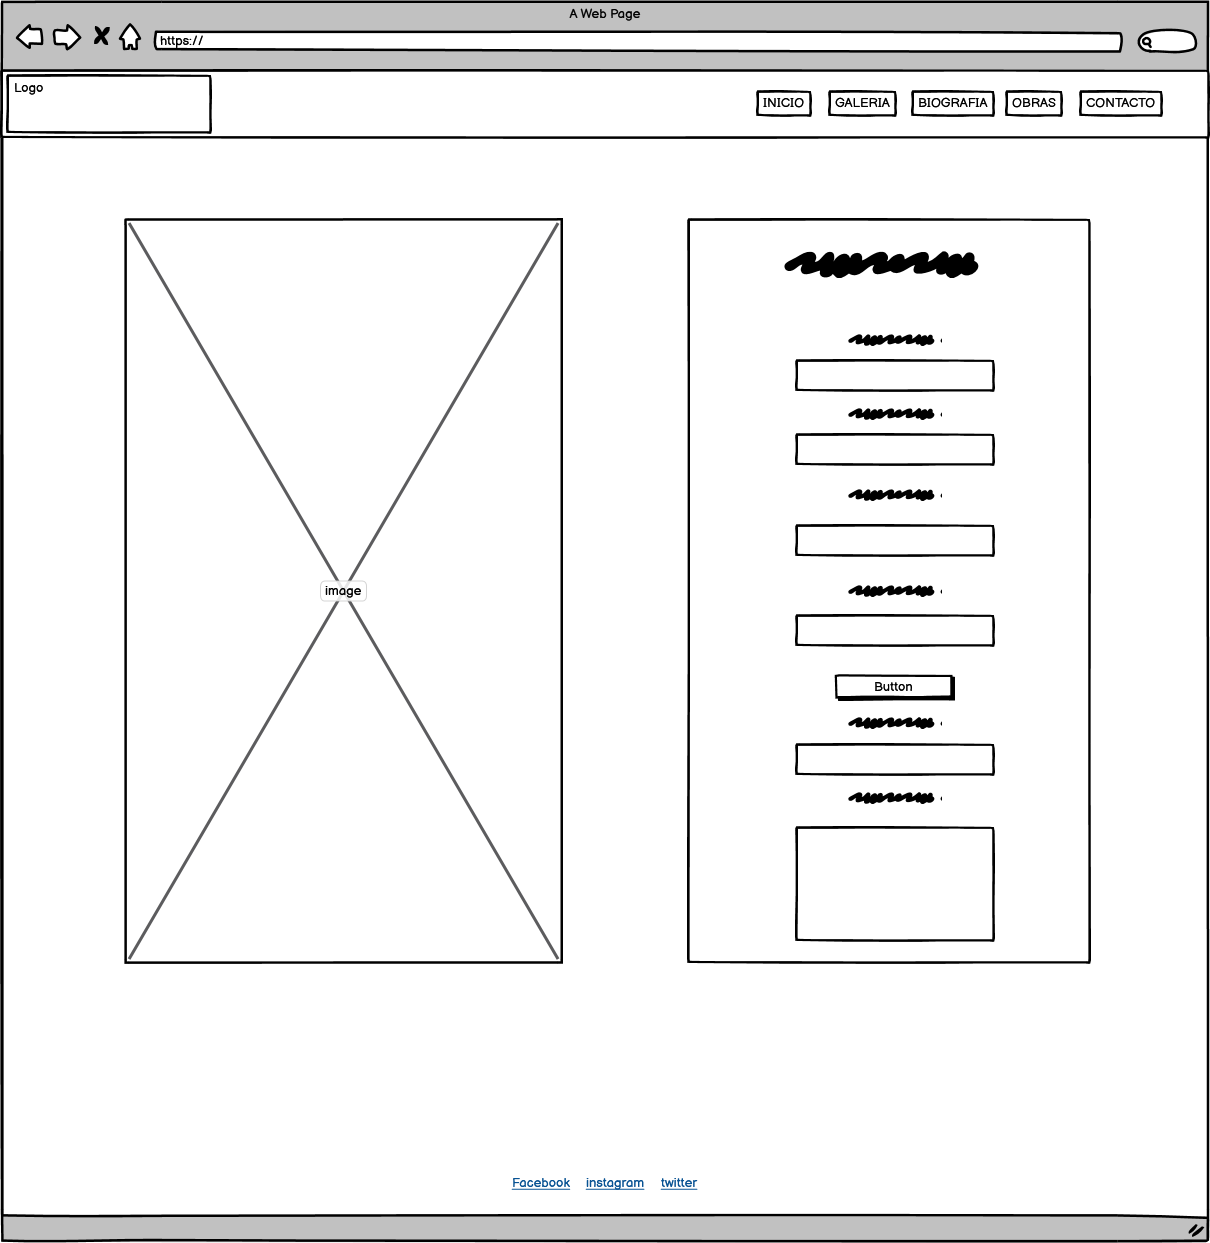 A Web Page
https://
Logo
INICIO
GALERIA
BIOGRAFIA
OBRAS
CONTACTO
image
Button
Facebook instagram twitter